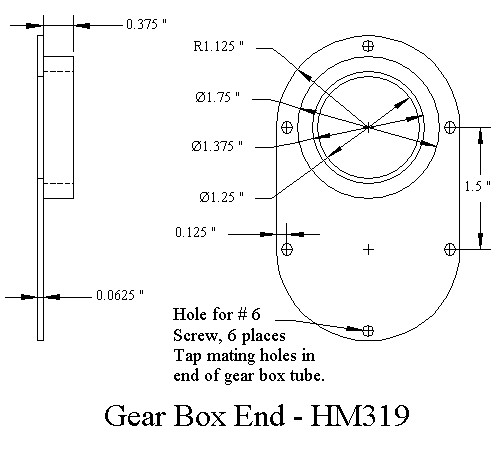 0.375 "
R1.125 "
Ø1.75 "
Ø1.375 "
Ø1.25 "
1.5 "
0.125 "
0.0625 "
Hole for # 6
Screw, 6 places
Tap mating holes in
end of gear box tube.
Gear Box End - HM319